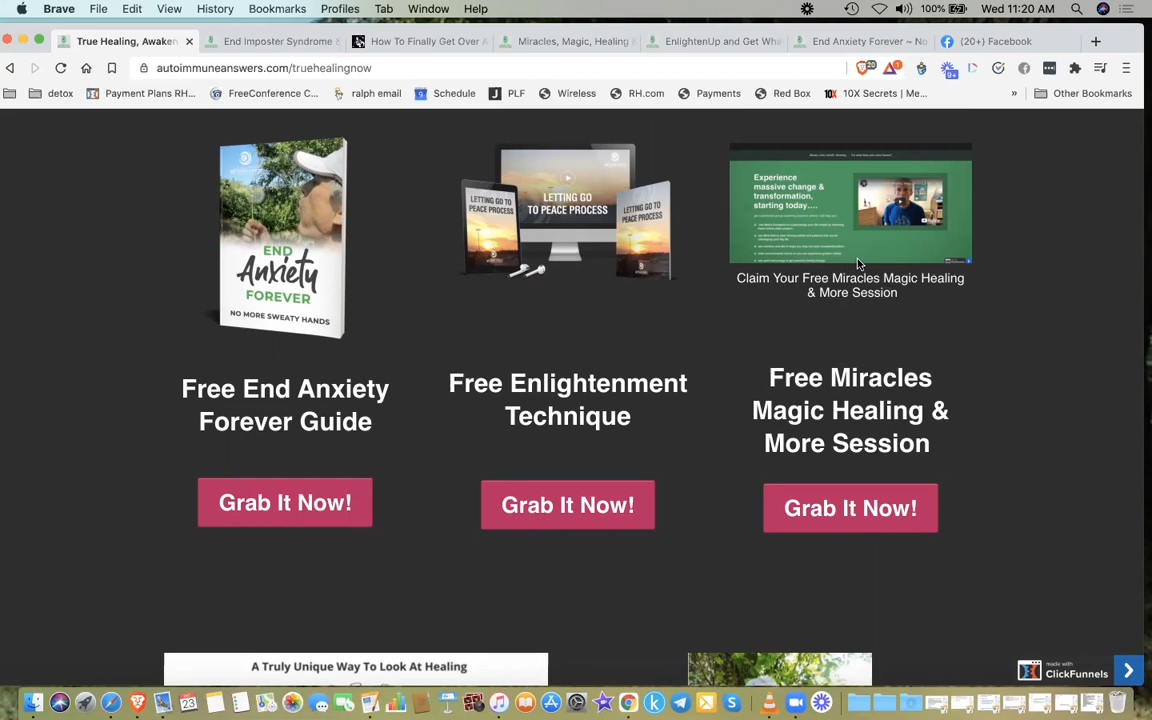 Brave File Edit View History Bookmarks Profiles Tab Window Help 100% Wed 11:20 AM
True Healing, Awaken End Imposter Syndrome & How To Finally Get Over A Miracles, Magic, Healing & EnlightenUp and Get Wha End Anxiety Forever ~ No (20+) Facebook
autoimmuneanswers.com/truehealingnow
detox Payment Plans RH... FreeConference C... ralph email Schedule PLF Wireless RH.com Payments Red Box 10X Secrets | Me... » Other Bookmarks
END
Anxiety
FOREVER
NO MORE SWEATY HANDS
LETTING GO
TO PEACE PROCESS
LETTING GO
TO PEACE PROCESS
LETTING GO
TO PEACE PROCESS
Experience
massive change &
transformation,
starting today....
Claim Your Free Miracles Magic Healing
& More Session
Free End Anxiety
Forever Guide
Free Enlightenment
Technique
Free Miracles
Magic Healing &
More Session
Grab It Now!
Grab It Now!
Grab It Now!
A Truly Unique Way To Look At Healing
made with
ClickFunnels